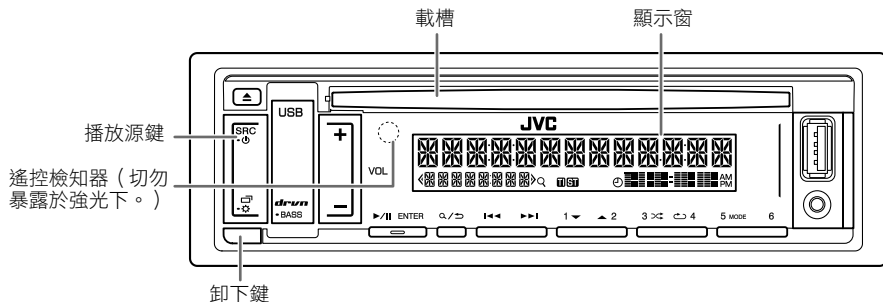 載槽
顯示窗
播放源鍵
遙控檢知器（切勿
暴露於強光下。）
卸下鍵
USB
SRC
drvn
BASS
+
–
VOL
JVC
ST
AM
PM
ENTER
1 2 3 4 5 MODE 6